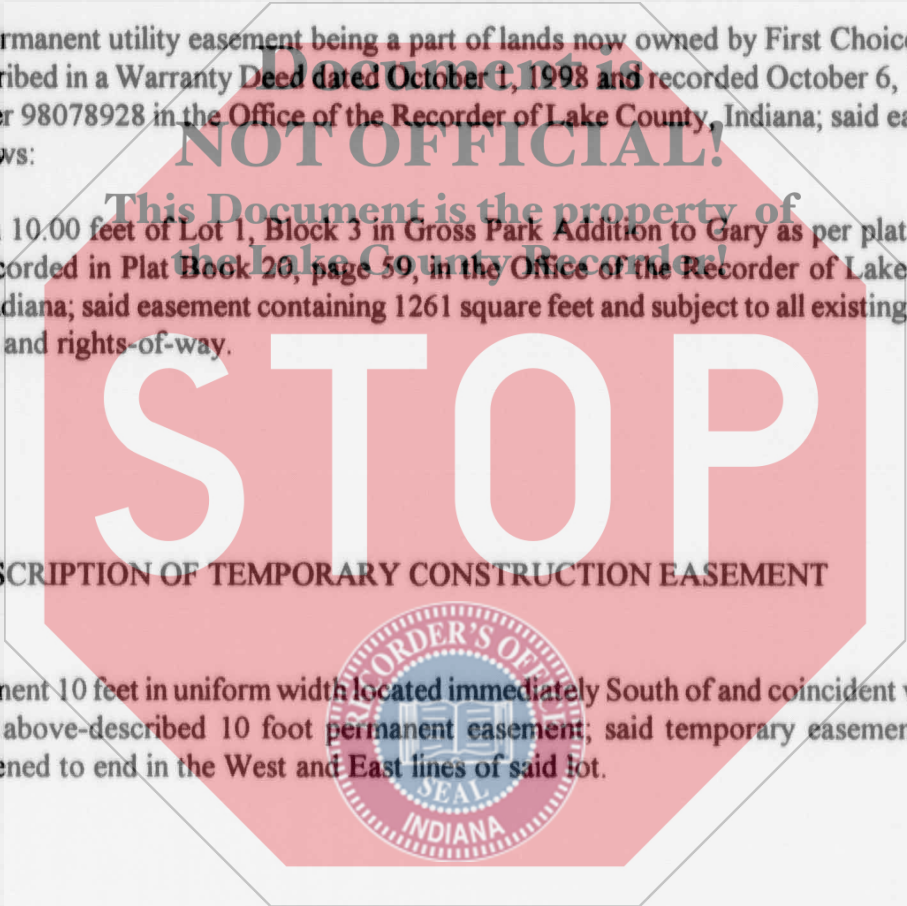 rmanent utility easement being a part of lands now owned by First Choice
ribed in a Warranty Deed dated October 1, 1998 and recorded October 6,
r 98078928 in the Office of the Recorder of Lake County, Indiana; said ea
ws:
Document is
NOT OFFICIAL!
This Document is the property of
the Lake County Recorder!
10.00 feet of Lot 1, Block 3 in Gross Park Addition to Gary as per plat
corded in Plat Book 20, page 59, in the Office of the Recorder of Lake
diana; said easement containing 1261 square feet and subject to all existing
and rights-of-way.
STOP
SCRIPTION OF TEMPORARY CONSTRUCTION EASEMENT
nent 10 feet in uniform width located immediately South of and coincident w
above-described 10 foot permanent easement; said temporary easemen
ened to end in the West and East lines of said lot.
RECORDER'S OFFICE
SEAL
INDIANA